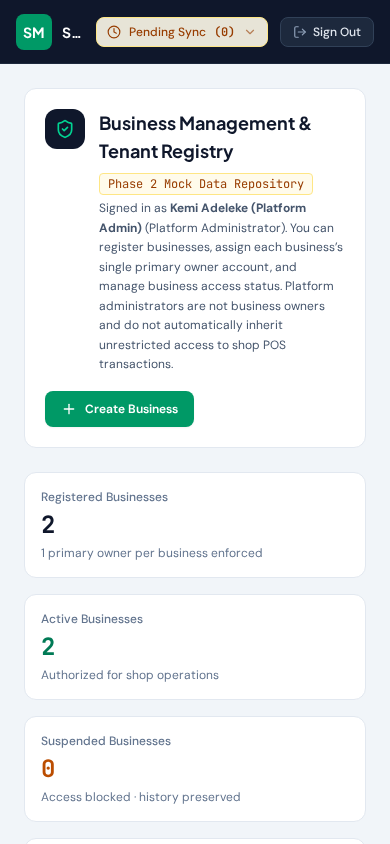 SM S... Pending Sync (0) Sign Out
Business Management &
Tenant Registry
Phase 2 Mock Data Repository
Signed in as Kemi Adeleke (Platform
Admin) (Platform Administrator). You can
register businesses, assign each business's
single primary owner account, and
manage business access status. Platform
administrators are not business owners
and do not automatically inherit
unrestricted access to shop POS
transactions.
Create Business
Registered Businesses
2
1 primary owner per business enforced
Active Businesses
2
Authorized for shop operations
Suspended Businesses
0
Access blocked · history preserved